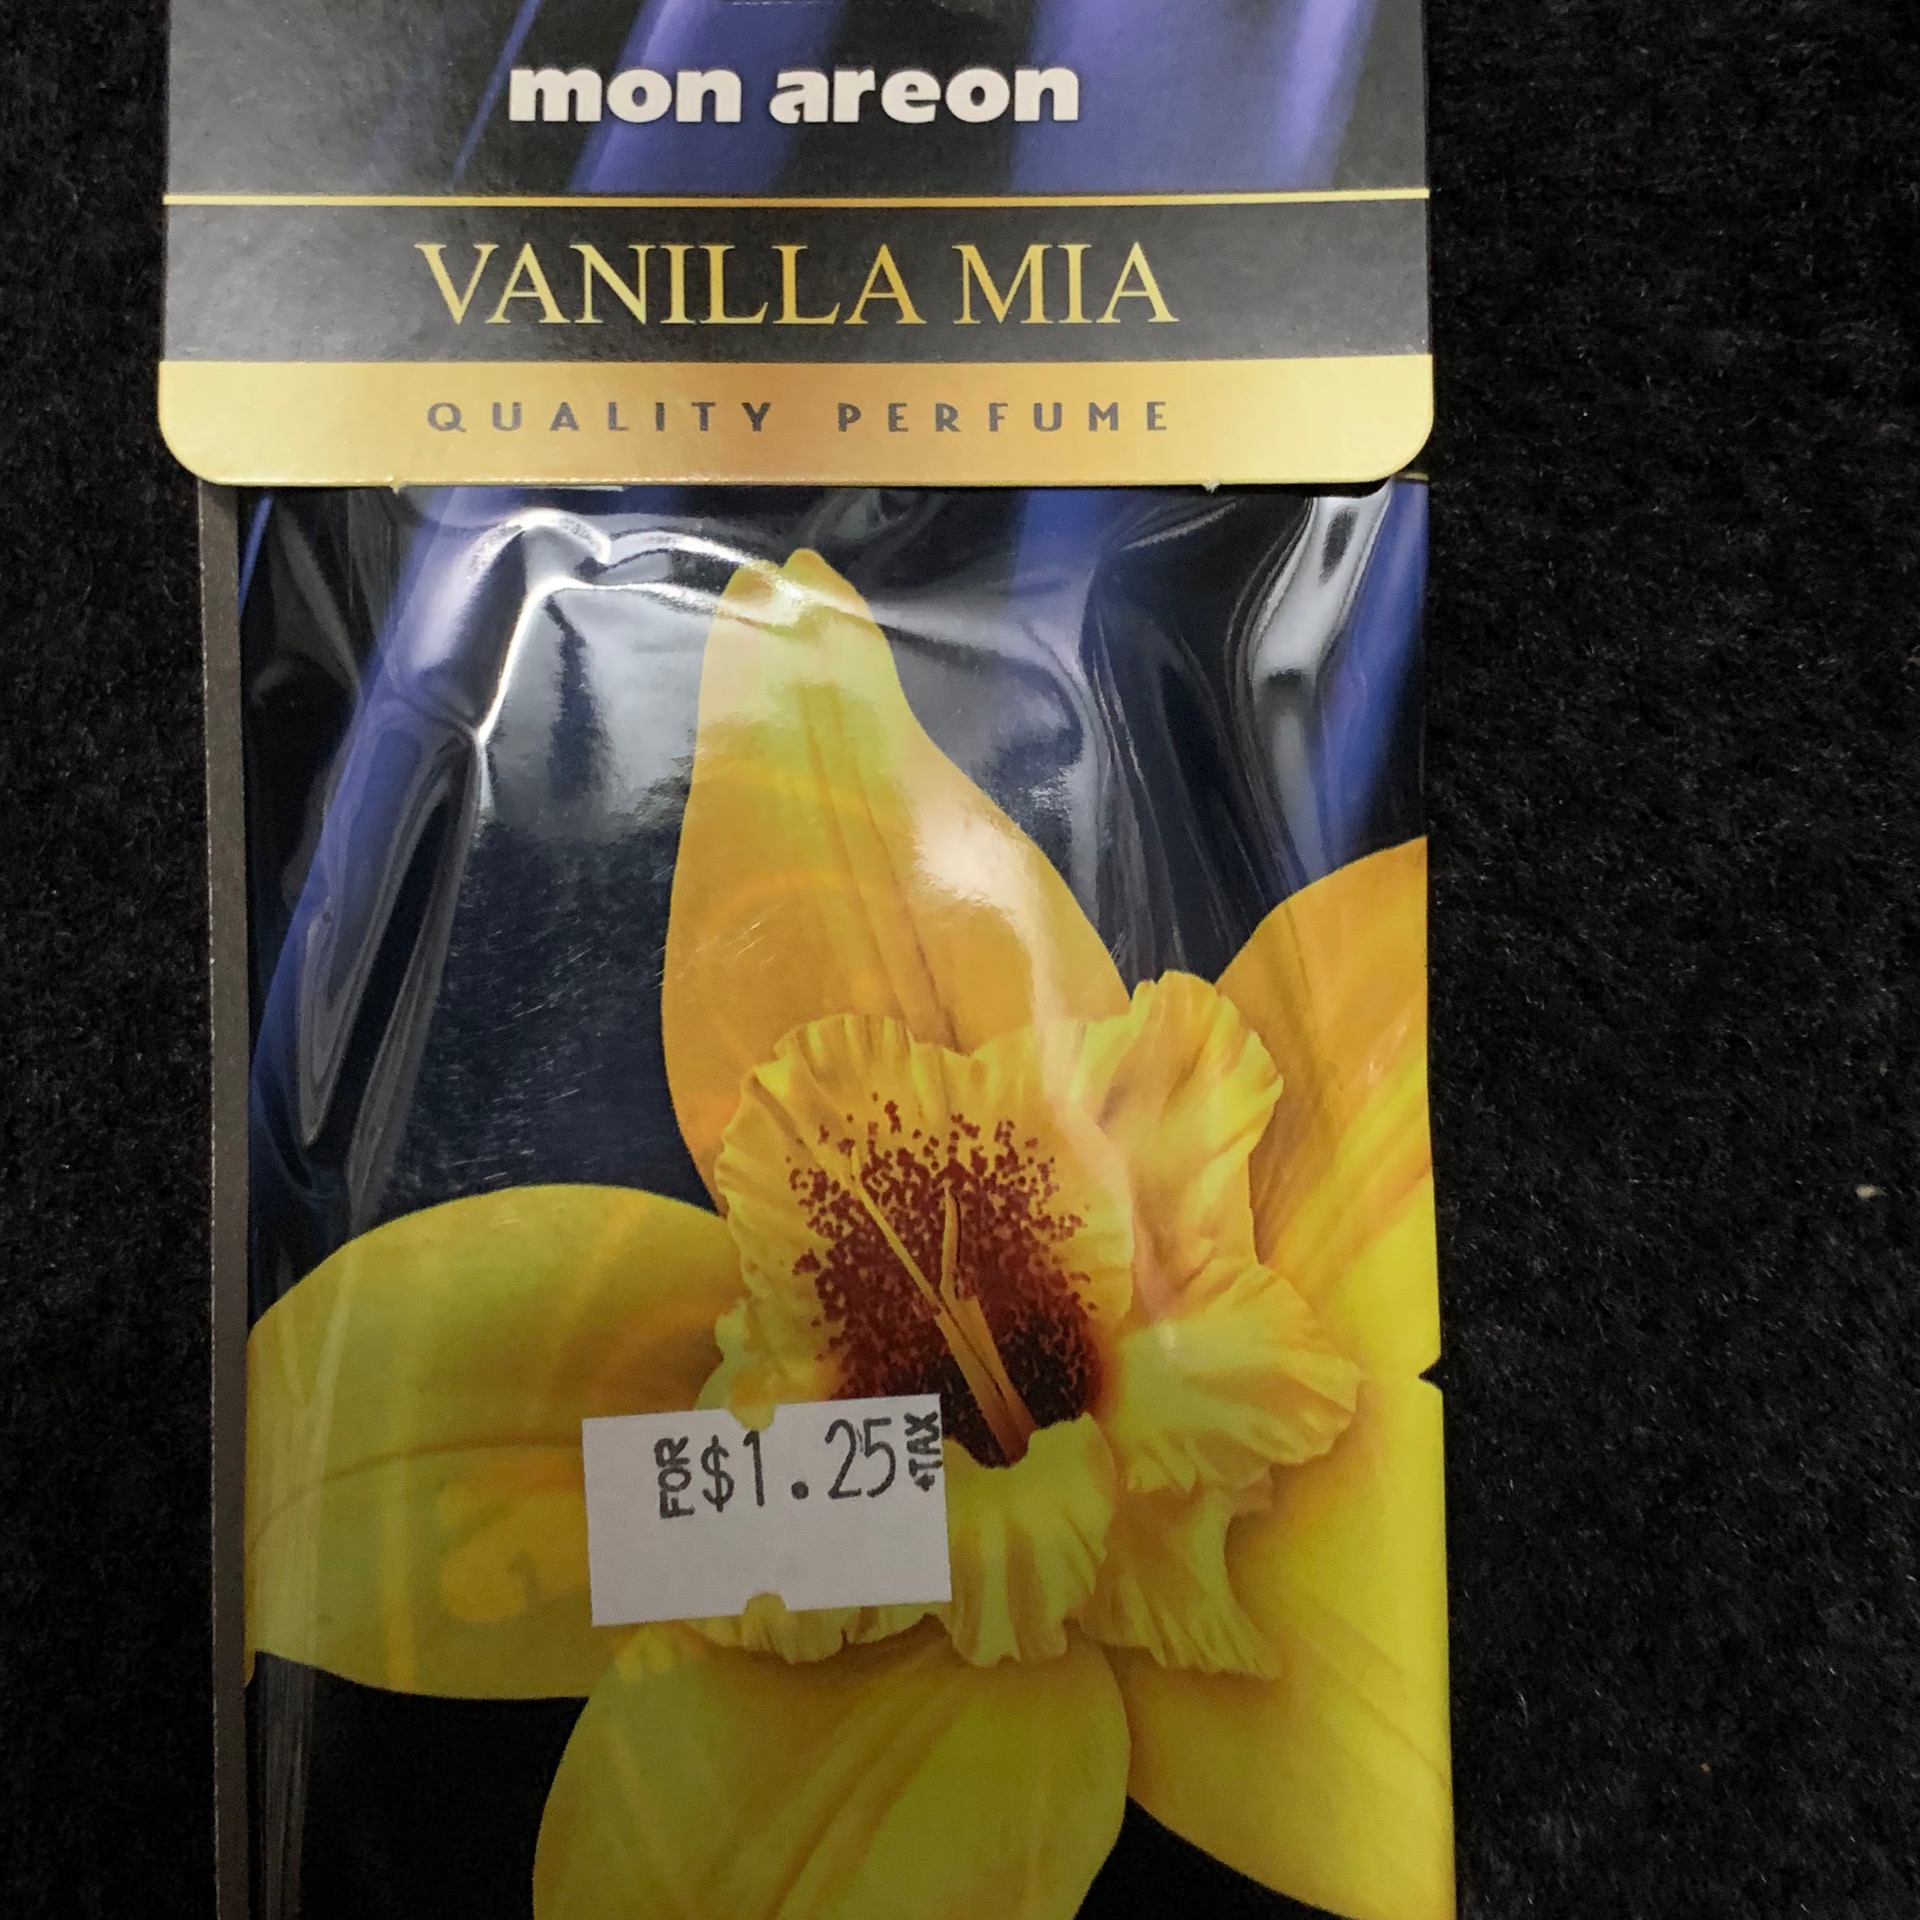 mon areon
VANILLA MIA
QUALITY PERFUME
FOR $1.25 +TAX